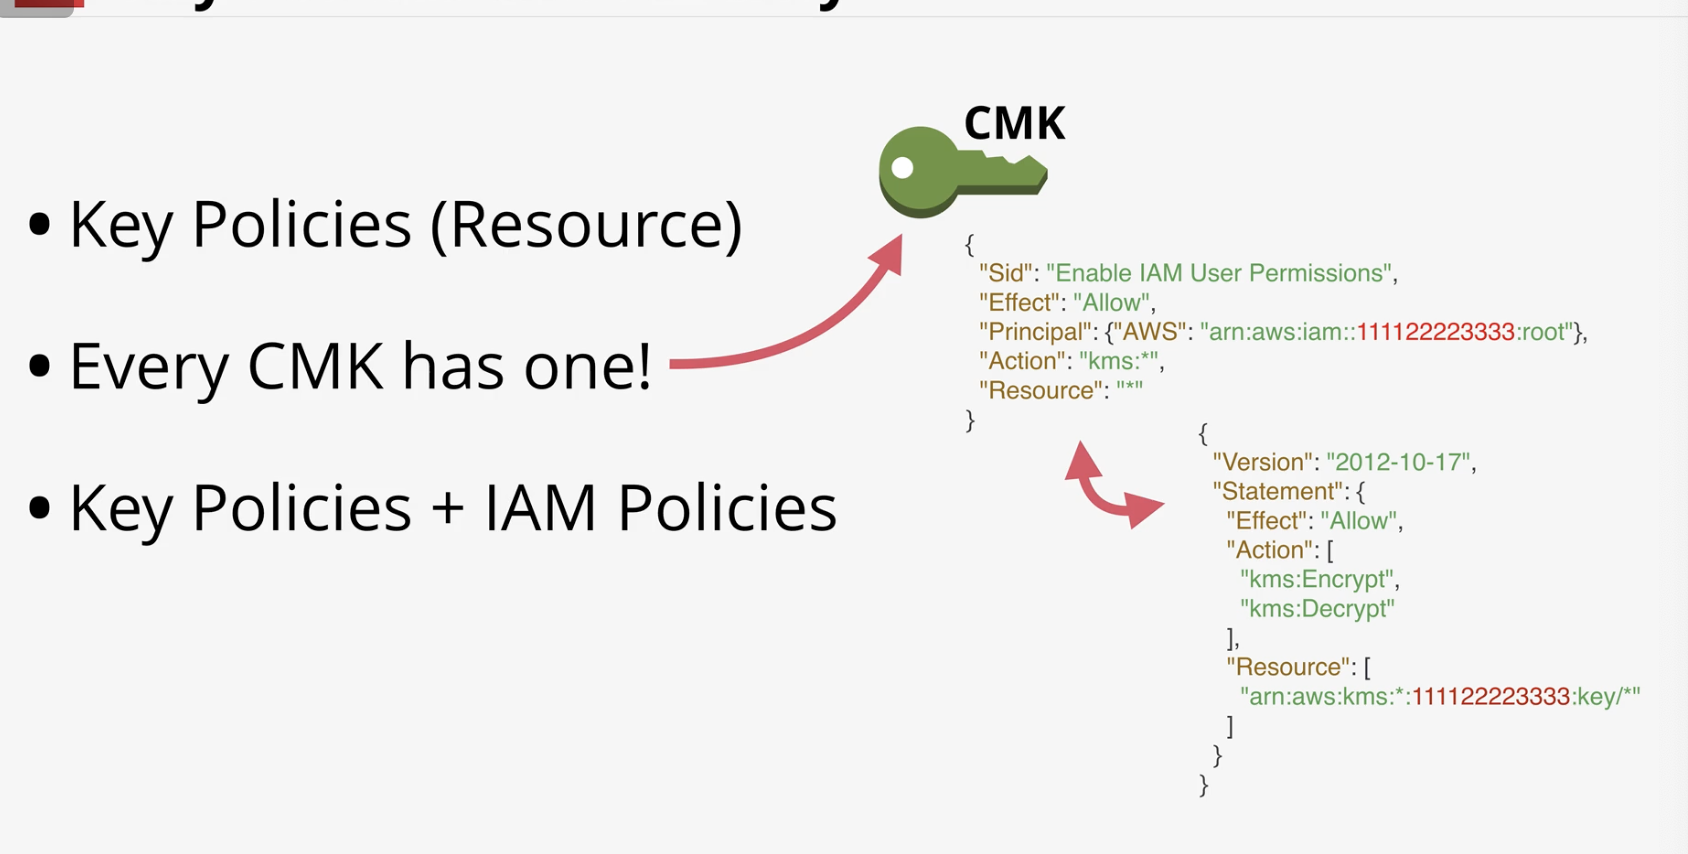 • Key Policies (Resource)
• Every CMK has one!
• Key Policies + IAM Policies
CMK
{
"Sid": "Enable IAM User Permissions",
"Effect": "Allow",
"Principal": {"AWS": "arn:aws:iam::111122223333:root"},
"Action": "kms:*",
"Resource": "*"
}
{
"Version": "2012-10-17",
"Statement": {
"Effect": "Allow",
"Action": [
"kms:Encrypt",
"kms:Decrypt"
],
"Resource": [
"arn:aws:kms:*:111122223333:key/*"
]
}
}